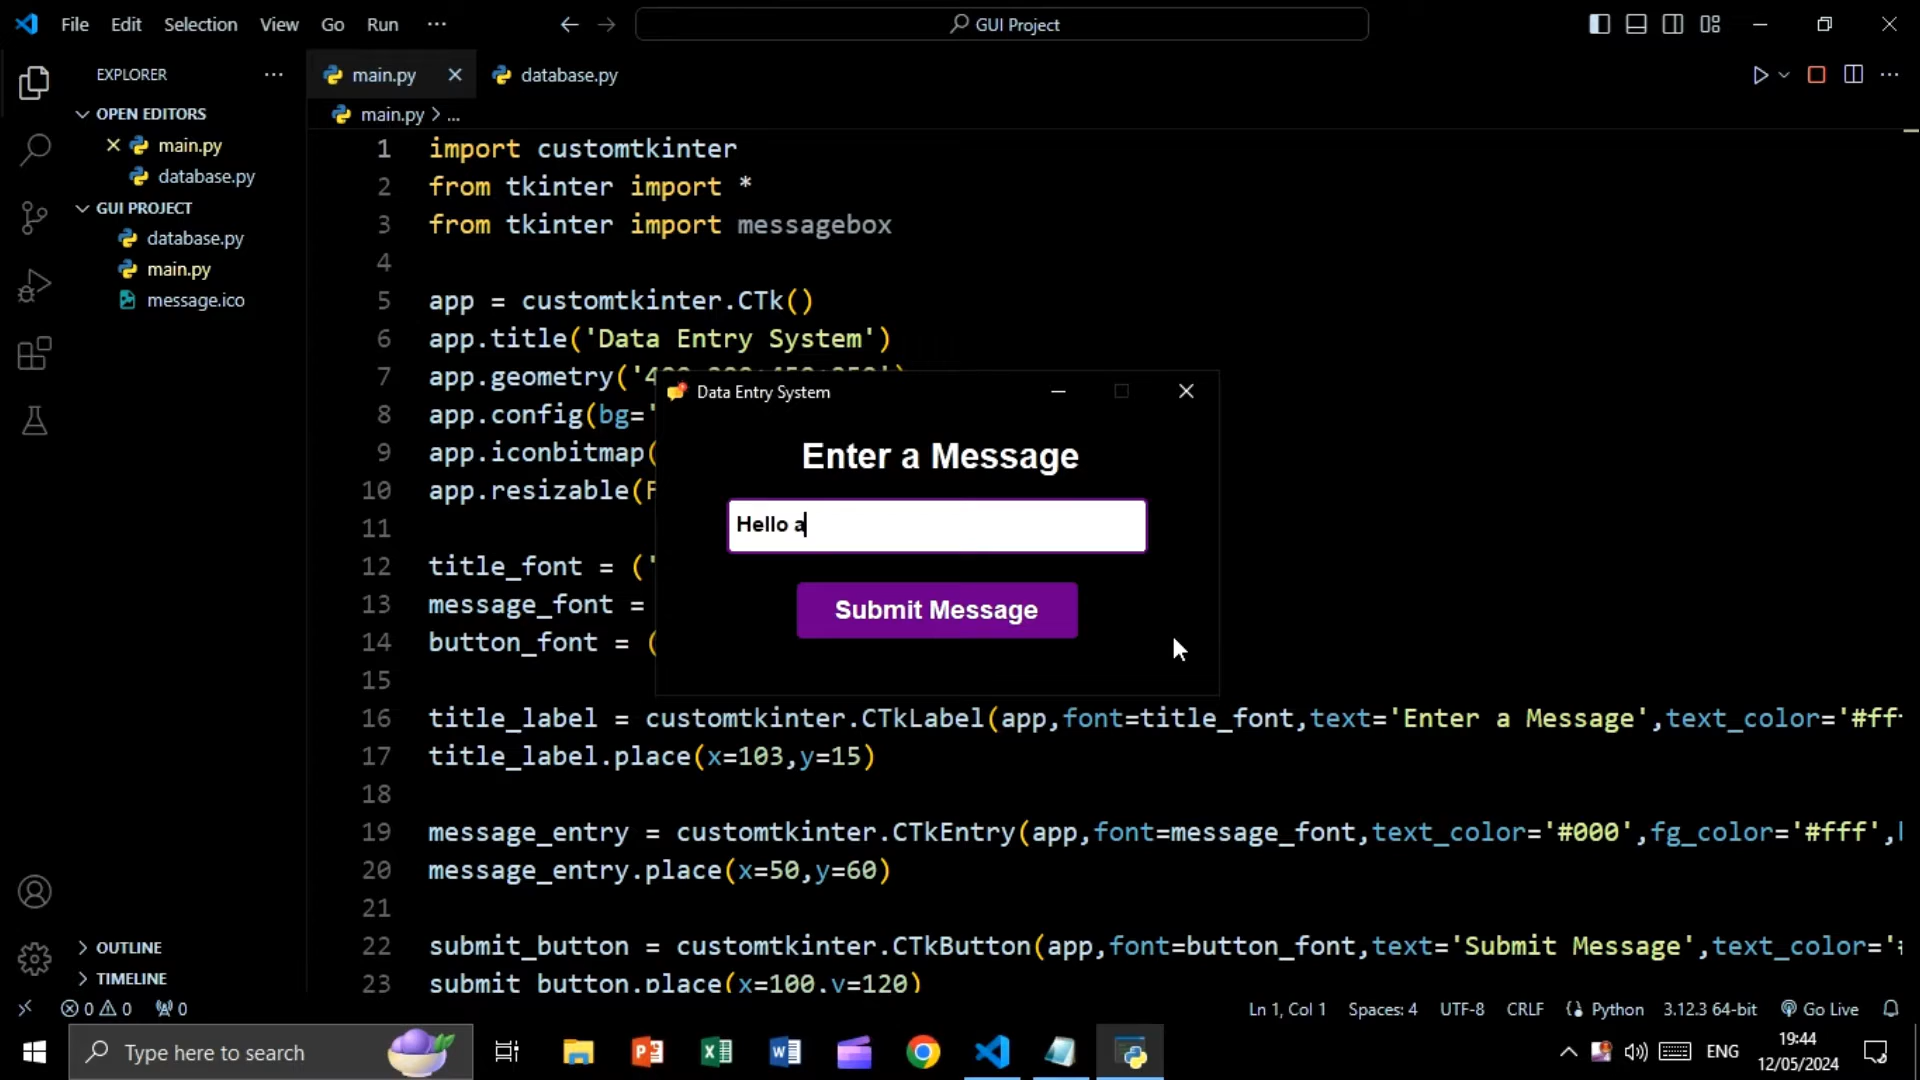 File Edit Selection View Go Run ...
GUI Project
EXPLORER
OPEN EDITORS
main.py
database.py
GUI PROJECT
database.py
main.py
message.ico
OUTLINE
TIMELINE
main.py
database.py
main.py > ...
1 import customtkinter
2 from tkinter import *
3 from tkinter import messagebox
4
5 app = customtkinter.CTk()
6 app.title('Data Entry System')
7 app.geometry('
8 app.config(bg='
9 app.iconbitmap(
10 app.resizable(F
11
12 title_font = ('
13 message_font =
14 button_font = (
15
16 title_label = customtkinter.CTkLabel(app,font=title_font,text='Enter a Message',text_color='#ff
17 title_label.place(x=103,y=15)
18
19 message_entry = customtkinter.CTkEntry(app,font=message_font,text_color='#000',fg_color='#fff',
20 message_entry.place(x=50,y=60)
21
22 submit_button = customtkinter.CTkButton(app,font=button_font,text='Submit Message',text_color='
23 submit_button.place(x=100,y=120)
Data Entry System
Enter a Message
Hello a
Submit Message
0 0 0
Ln 1, Col 1 Spaces: 4 UTF-8 CRLF Python 3.12.3 64-bit Go Live
Type here to search
ENG
19:44
12/05/2024